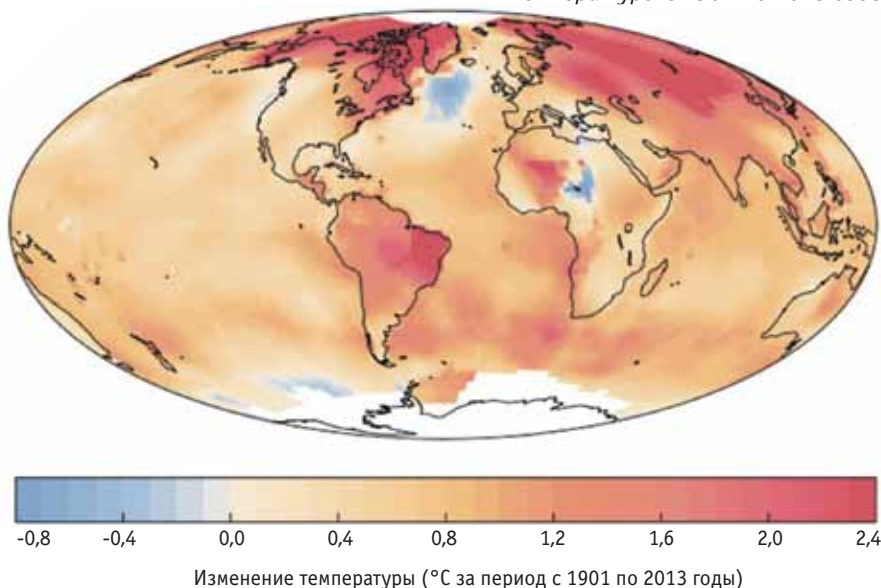 -0,8 -0,4 0,0 0,4 0,8 1,2 1,6 2,0 2,4
Изменение температуры (°C за период с 1901 по 2013 годы)